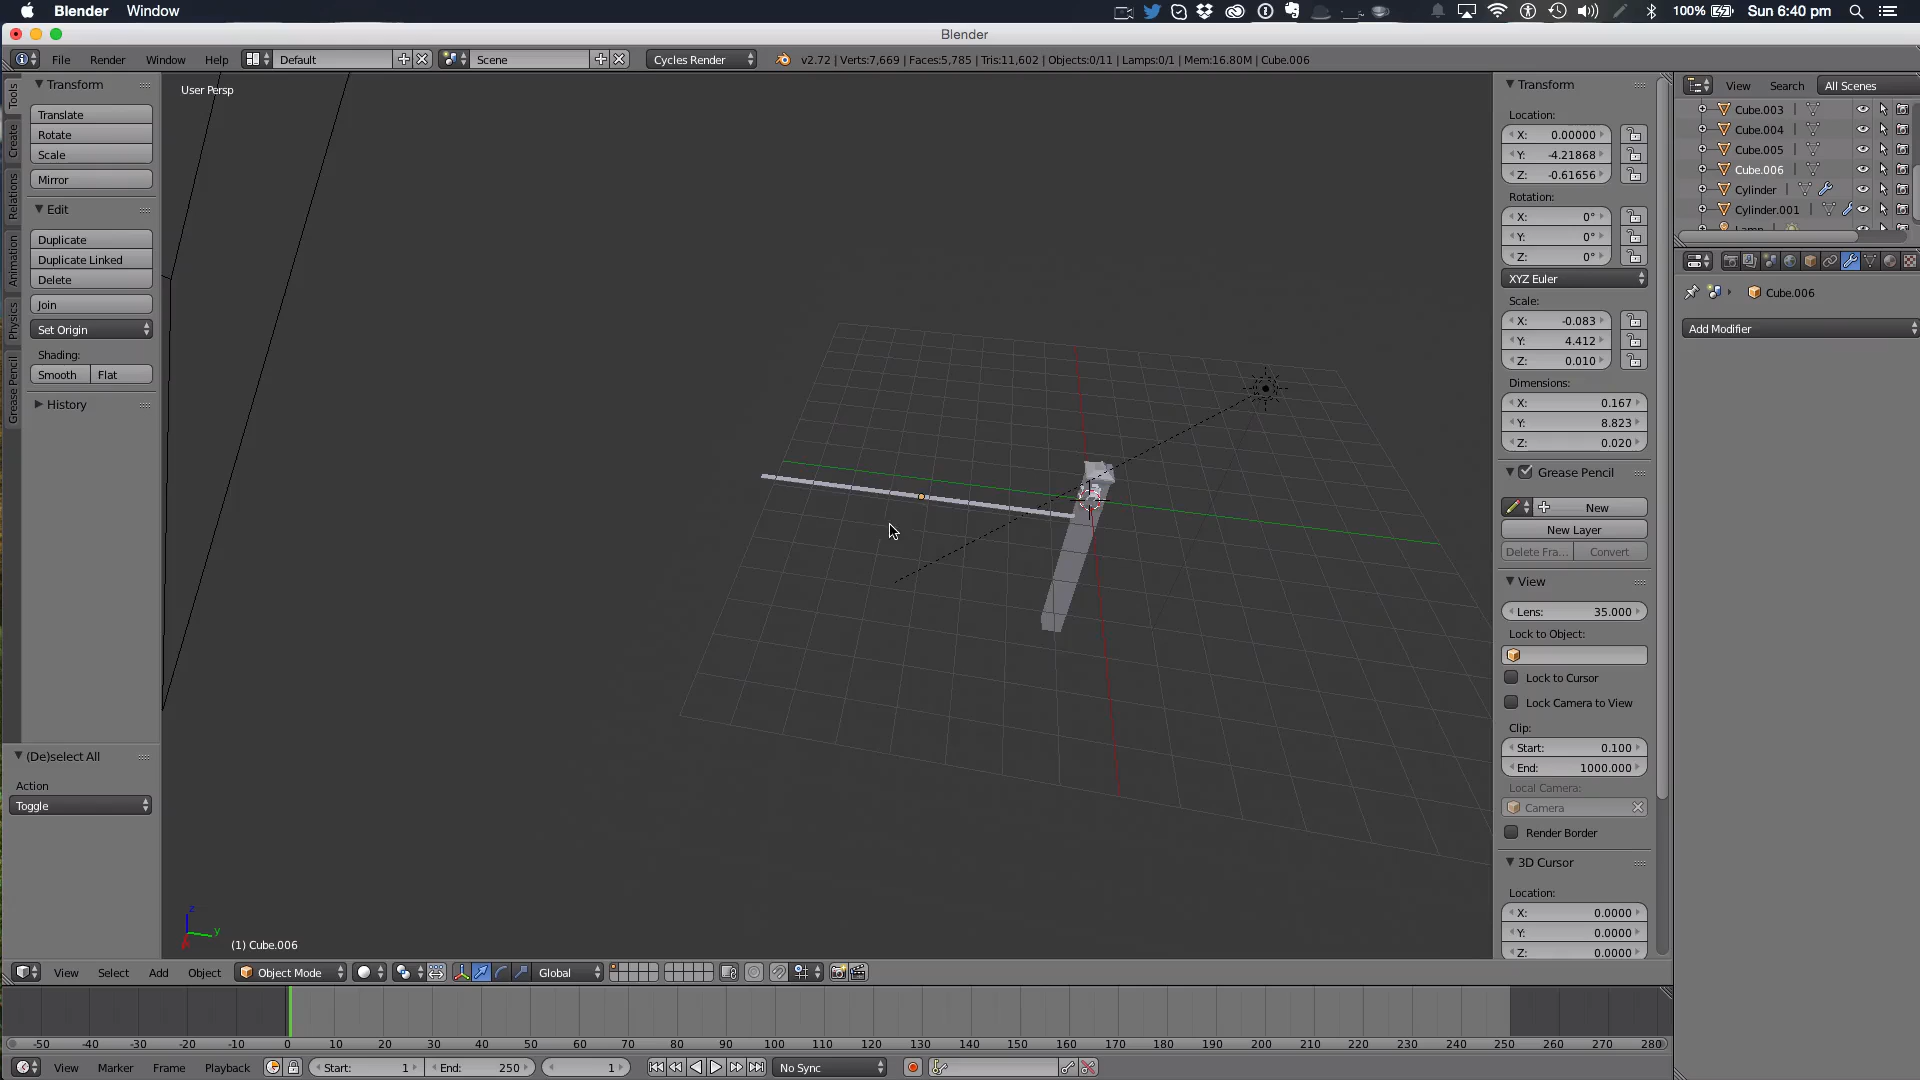 Blender Window 100% Sun 6:40 pm
Blender
File Render Window Help Default Scene Cycles Render v2.72 | Verts:7,669 | Faces:5,785 | Tris:11,602 | Objects:0/11 | Lamps:0/1 | Mem:16.80M | Cube.006
Tools
Create
Relations
Animation
Physics
Grease Pencil
Transform
Translate
Rotate
Scale
Mirror
Edit
Duplicate
Duplicate Linked
Delete
Join
Set Origin
Shading:
Smooth Flat
History
(De)select All
Action
Toggle
User Persp
z
y
(1) Cube.006
Transform
Location:
X: 0.00000
Y: -4.21868
Z: -0.61656
Rotation:
X: 0°
Y: 0°
Z: 0°
XYZ Euler
Scale:
X: -0.083
Y: 4.412
Z: 0.010
Dimensions:
X: 0.167
Y: 8.823
Z: 0.020
Grease Pencil
New
New Layer
Delete Fra... Convert
View
Lens: 35.000
Lock to Object:
Lock to Cursor
Lock Camera to View
Clip:
Start: 0.100
End: 1000.000
Local Camera:
Camera
Render Border
3D Cursor
Location:
X: 0.0000
Y: 0.0000
Z: 0.0000
View Search All Scenes
Cube.003
Cube.004
Cube.005
Cube.006
Cylinder
Cylinder.001
Lamp
Cube.006
Add Modifier
View Select Add Object Object Mode Global
-50 -40 -30 -20 -10 0 10 20 30 40 50 60 70 80 90 100 110 120 130 140 150 160 170 180 190 200 210 220 230 240 250 260 270 280
View Marker Frame Playback Start: 1 End: 250 1 No Sync